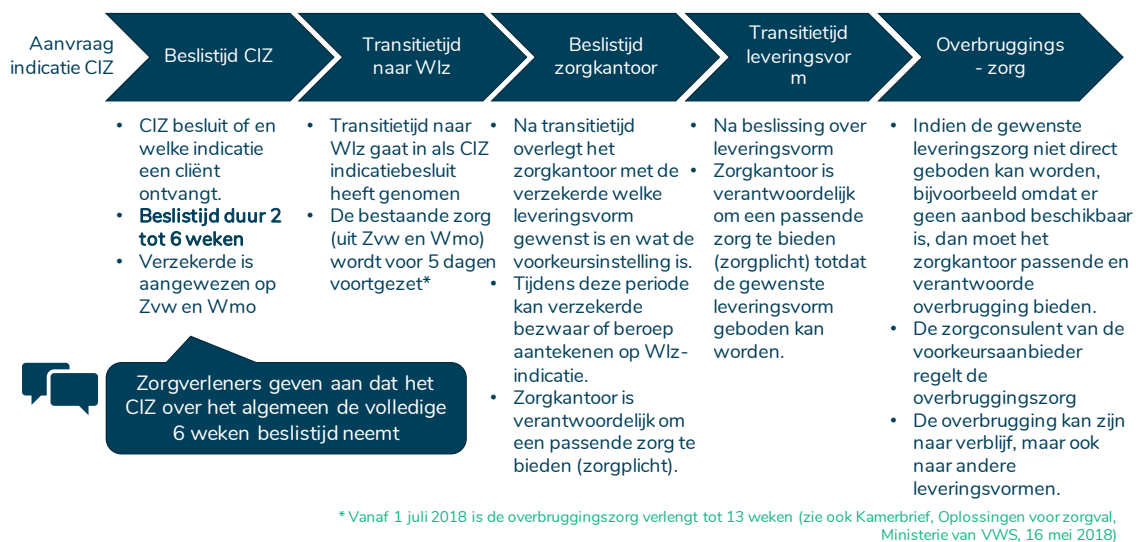 Aanvraag
indicatie CIZ
Beslistijd CIZ
Transitietijd
naar Wlz
Beslistijd
zorgkantoor
Transitietijd
leveringsvor
m
Overbruggings
- zorg
• CIZ besluit of en
welke indicatie
een cliënt
ontvangt.
• Beslistijd duur 2
tot 6 weken
• Verzekerde is
aangewezen op
Zvw en Wmo
• Transitietijd naar
Wlz gaat in als CIZ
indicatiebesluit
heeft genomen
• De bestaande zorg
(uit Zvw en Wmo)
wordt voor 5 dagen
voortgezet*
• Na transitietijd
overlegt het
zorgkantoor met de
verzekerde welke
leveringsvorm
gewenst is en wat de
voorkeursinstelling is.
• Tijdens deze periode
kan verzekerde
bezwaar of beroep
aantekenen op Wlz-
indicatie.
• Zorgkantoor is
verantwoordelijk om
een passende zorg te
bieden (zorgplicht).
• Na beslissing over
leveringsvorm
• Zorgkantoor is
verantwoordelijk
om een passende
zorg te bieden
(zorgplicht) totdat
de gewenste
leveringsvorm
geboden kan
worden.
• Indien de gewenste
leveringszorg niet direct
geboden kan worden,
bijvoorbeeld omdat er
geen aanbod beschikbaar
is, dan moet het
zorgkantoor passende en
verantwoorde
overbrugging bieden.
• De zorgconsulent van de
voorkeursaanbieder
regelt de
overbruggingszorg
• De overbrugging kan zijn
naar verblijf, maar ook
naar andere
leveringsvormen.
Zorgverleners geven aan dat het
CIZ over het algemeen de volledige
6 weken beslistijd neemt
* Vanaf 1 juli 2018 is de overbruggingszorg verlengt tot 13 weken (zie ook Kamerbrief, Oplossingen voor zorgval,
Ministerie van VWS, 16 mei 2018)